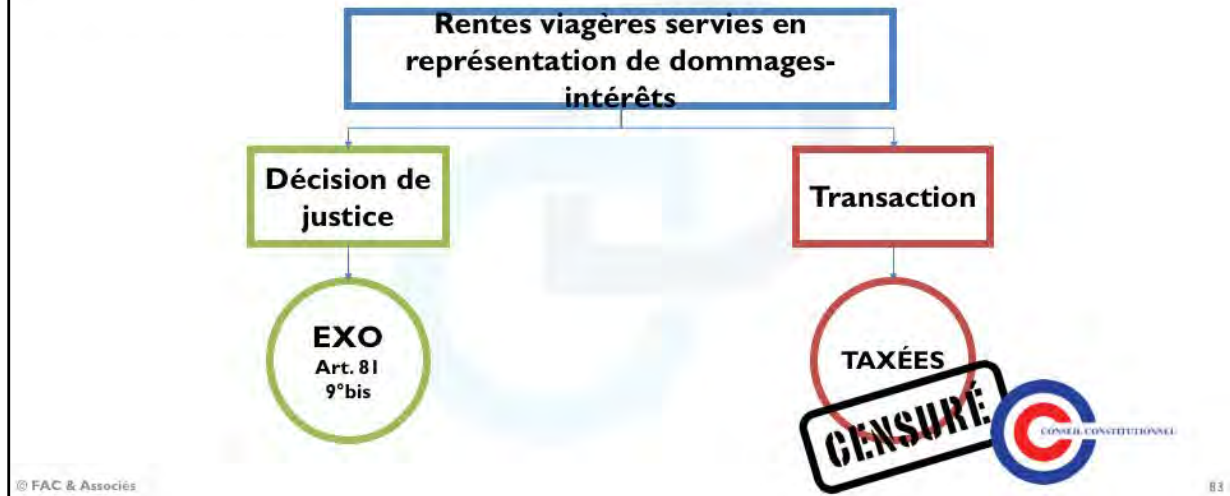 Rentes viagères servies en
représentation de dommages-
intérêts
Décision de
justice
Transaction
EXO
Art. 81
9°bis
TAXÉES
CENSURÉ
CONSEIL CONSTITUTIONNEL
© FAC & Associés
83